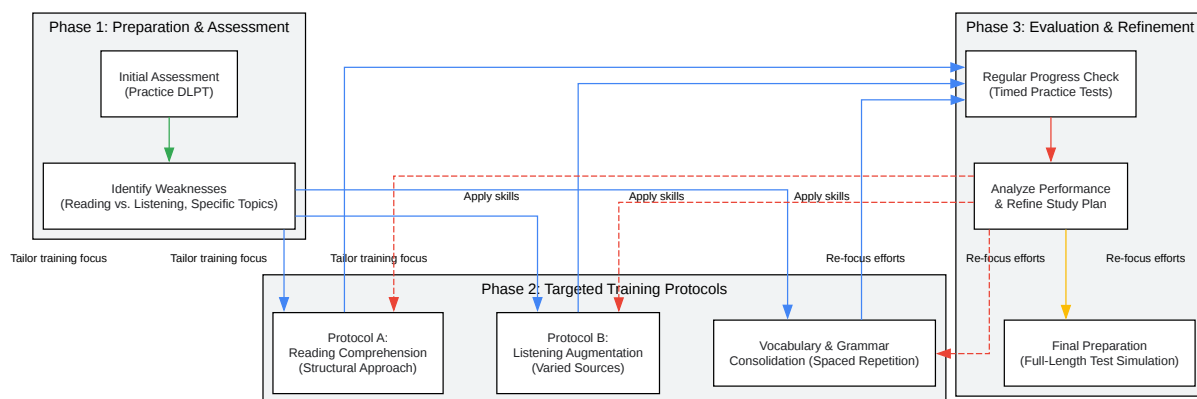 Phase 1: Preparation & Assessment
Initial Assessment
(Practice DLPT)
Identify Weaknesses
(Reading vs. Listening, Specific Topics)
Phase 3: Evaluation & Refinement
Regular Progress Check
(Timed Practice Tests)
Analyze Performance
& Refine Study Plan
Apply skills
Apply skills
Apply skills
Tailor training focus
Tailor training focus
Tailor training focus
Re-focus efforts
Re-focus efforts
Re-focus efforts
Phase 2: Targeted Training Protocols
Protocol A:
Reading Comprehension
(Structural Approach)
Protocol B:
Listening Augmentation
(Varied Sources)
Vocabulary & Grammar
Consolidation (Spaced Repetition)
Final Preparation
(Full-Length Test Simulation)